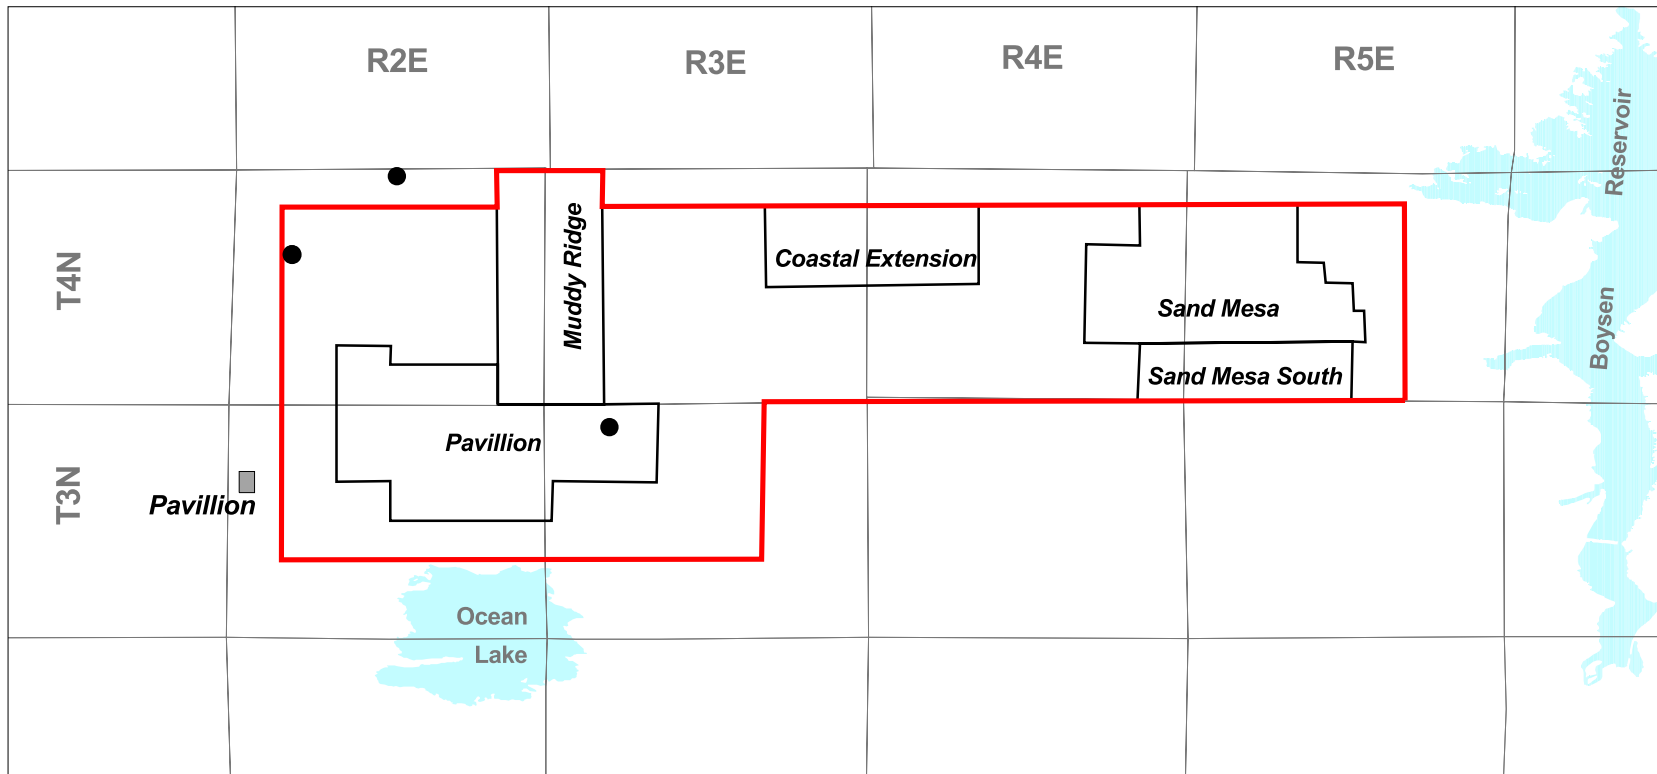 R2E
R3E
R4E
R5E
Reservoir
Boysen
T4N
T3N
Muddy Ridge
Coastal Extension
Sand Mesa
Sand Mesa South
Pavillion
Pavillion
Ocean
Lake